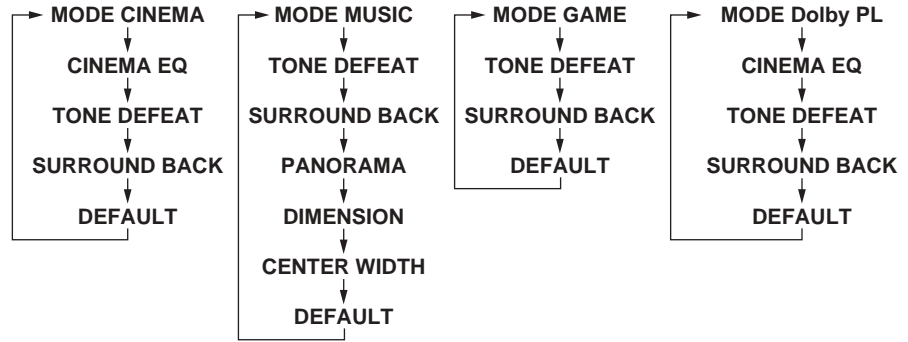 MODE CINEMA
CINEMA EQ
TONE DEFEAT
SURROUND BACK
DEFAULT
MODE MUSIC
TONE DEFEAT
SURROUND BACK
PANORAMA
DIMENSION
CENTER WIDTH
DEFAULT
MODE GAME
TONE DEFEAT
SURROUND BACK
DEFAULT
MODE Dolby PL
CINEMA EQ
TONE DEFEAT
SURROUND BACK
DEFAULT